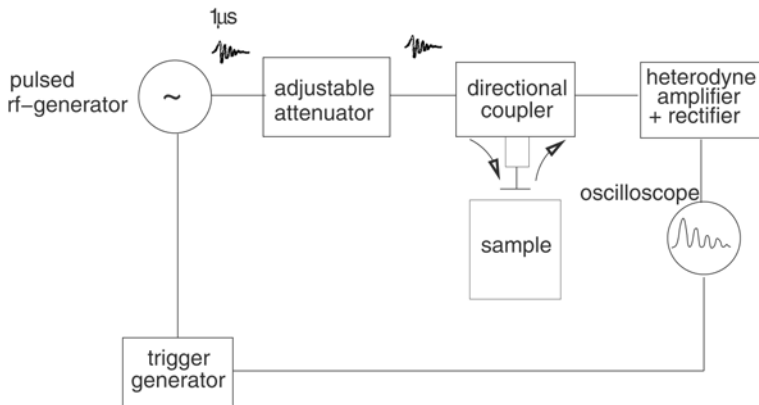 1μs
pulsed
rf-generator
~
adjustable
attenuator
directional
coupler
heterodyne
amplifier
+ rectifier
oscilloscope
sample
trigger
generator